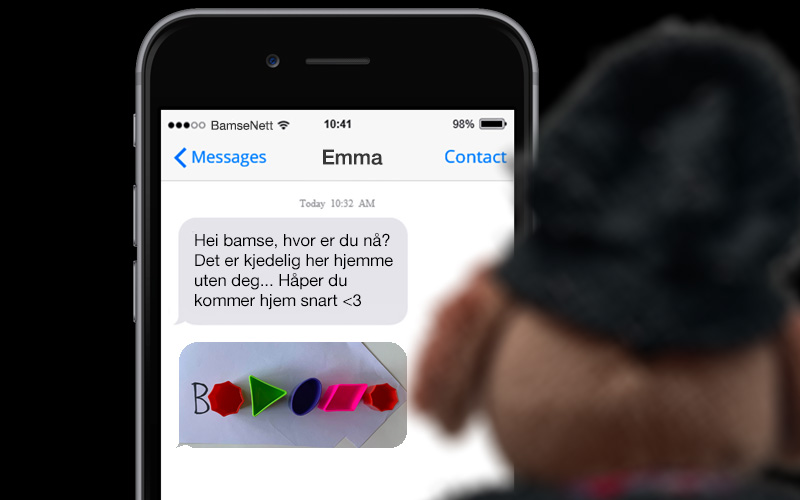 BamseNett 10:41 98%
Messages Emma Contact
Today 10:32 AM
Hei bamse, hvor er du nå?
Det er kjedelig her hjemme
uten deg... Håper du
kommer hjem snart <3
B